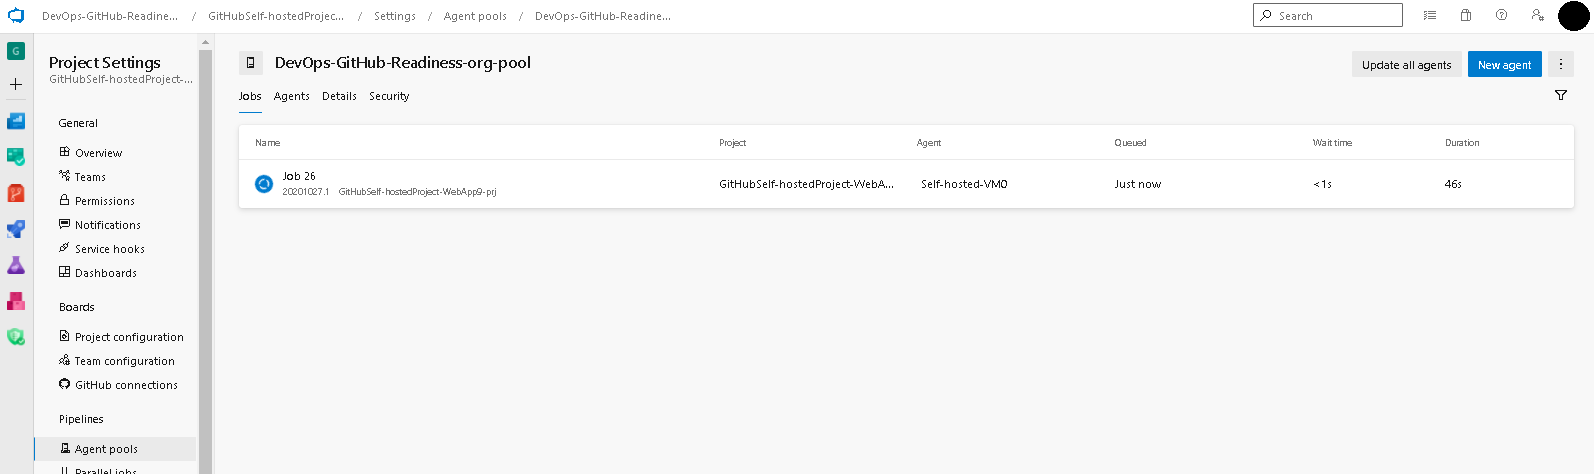 DevOps-GitHub-Readine... / GitHubSelf-hostedProjec... / Settings / Agent pools / DevOps-GitHub-Readine...
Search
G
Project Settings
GitHubSelf-hostedProject-...
General
Overview
Teams
Permissions
Notifications
Service hooks
Dashboards
Boards
Project configuration
Team configuration
GitHub connections
Pipelines
Agent pools
Parallel jobs
DevOps-GitHub-Readiness-org-pool
Update all agents
New agent
Jobs Agents Details Security
Name Project Agent Queued Wait time Duration
Job 26
20201027.1 GitHubSelf-hostedProject-WebApp9-prj
GitHubSelf-hostedProject-WebA... Self-hosted-VM0 Just now <1s 46s